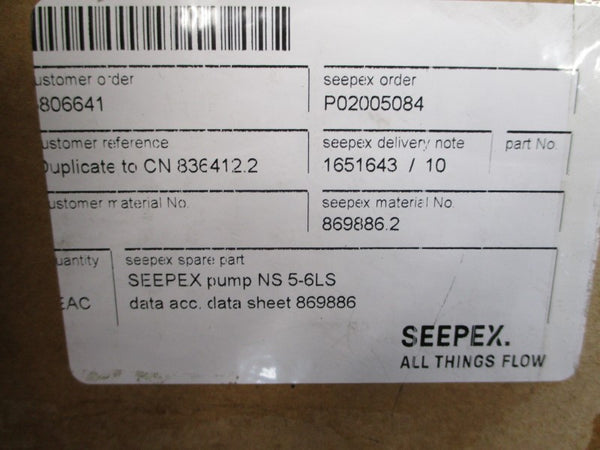 ustomer order
806641
seepex order
P02005084
ustomer reference
uplicate to CN 836412.2
seepex delivery note
1651643 / 10
part No.
ustomer material No.
seepex material No.
869886.2
uantity
EAC
seepex spare part
SEEPEX pump NS 5-6LS
data acc. data sheet 869886
SEEPEX.
ALL THINGS FLOW